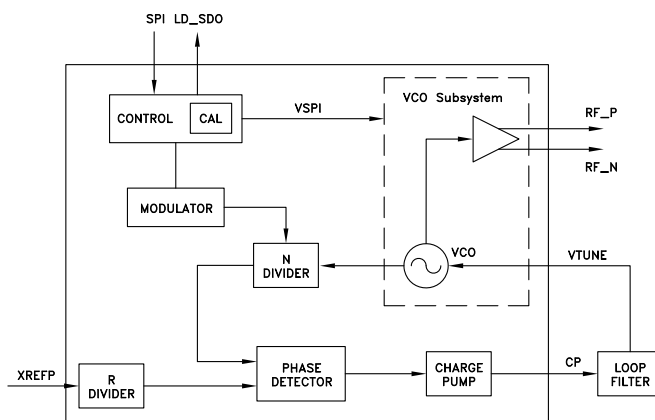 SPI LD_SDO
CONTROL
CAL
VSPI
VCO Subsystem
RF_P
RF_N
MODULATOR
N
DIVIDER
VCO
VTUNE
XREFP
R
DIVIDER
PHASE
DETECTOR
CHARGE
PUMP
CP
LOOP
FILTER